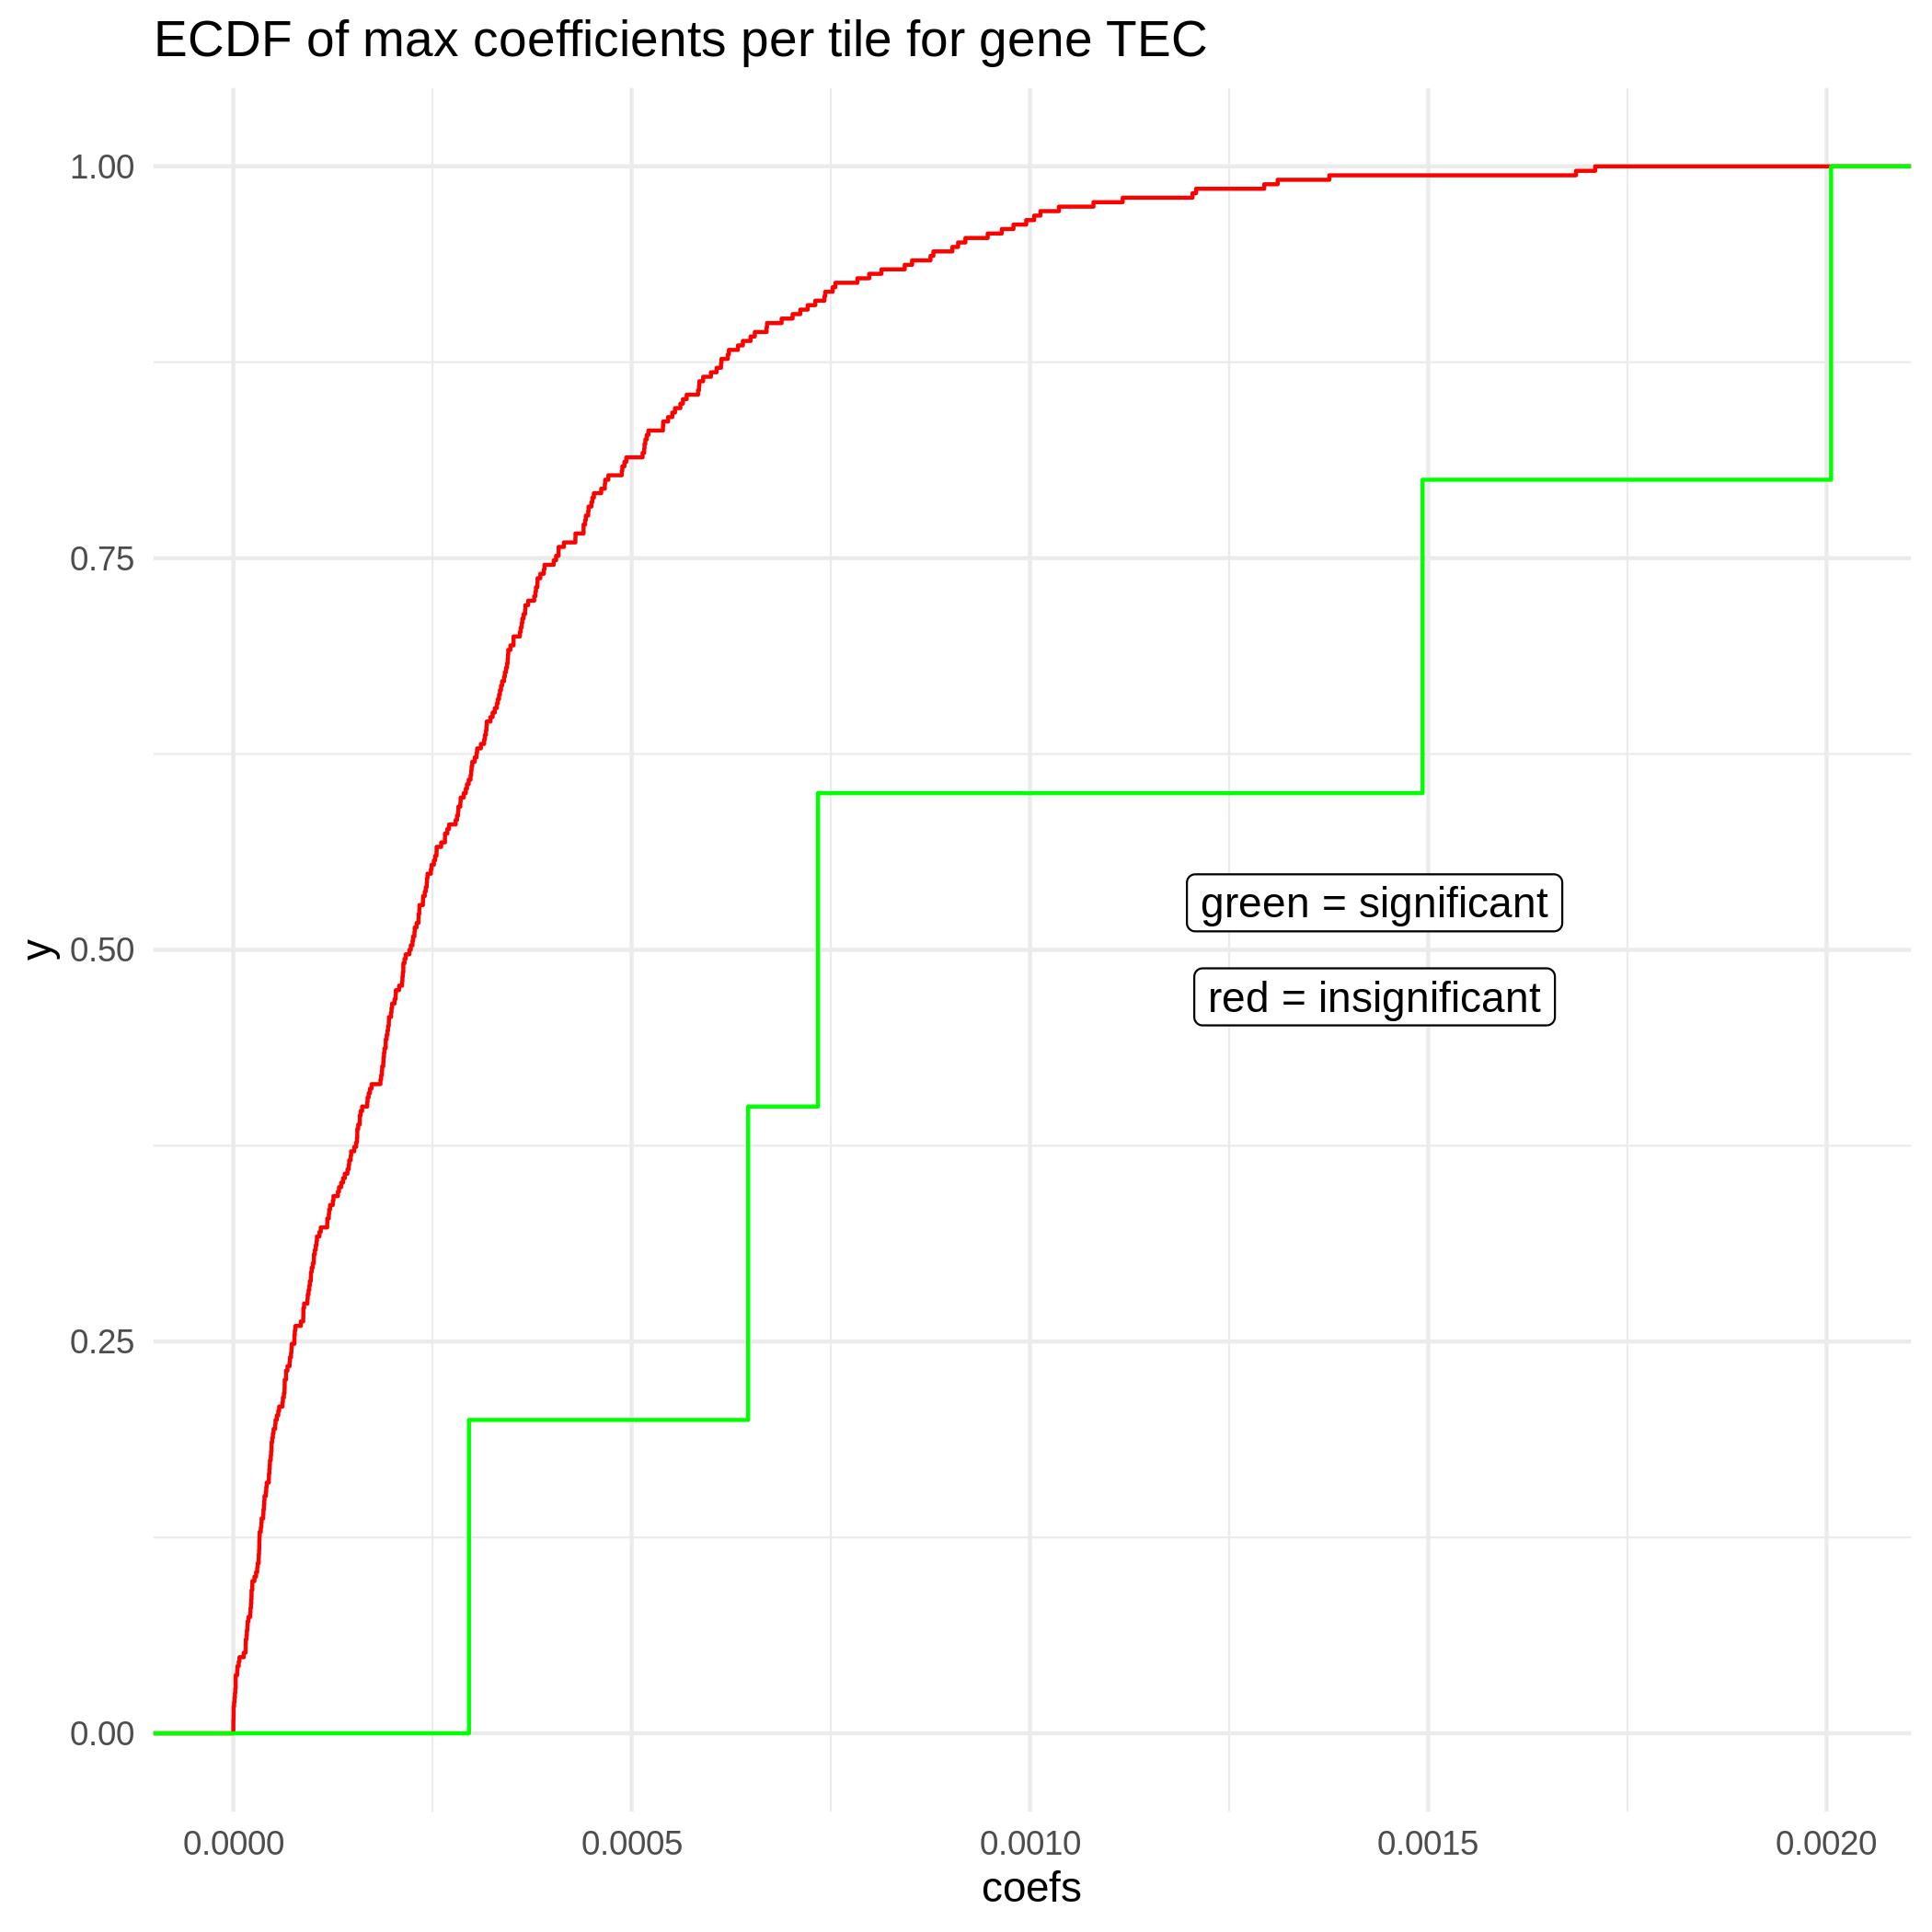 ECDF of max coefficients per tile for gene TEC
1.00
0.75
0.50
0.25
0.00
y
green = significant
red = insignificant
0.0000
0.0005
0.0010
0.0015
0.0020
coefs